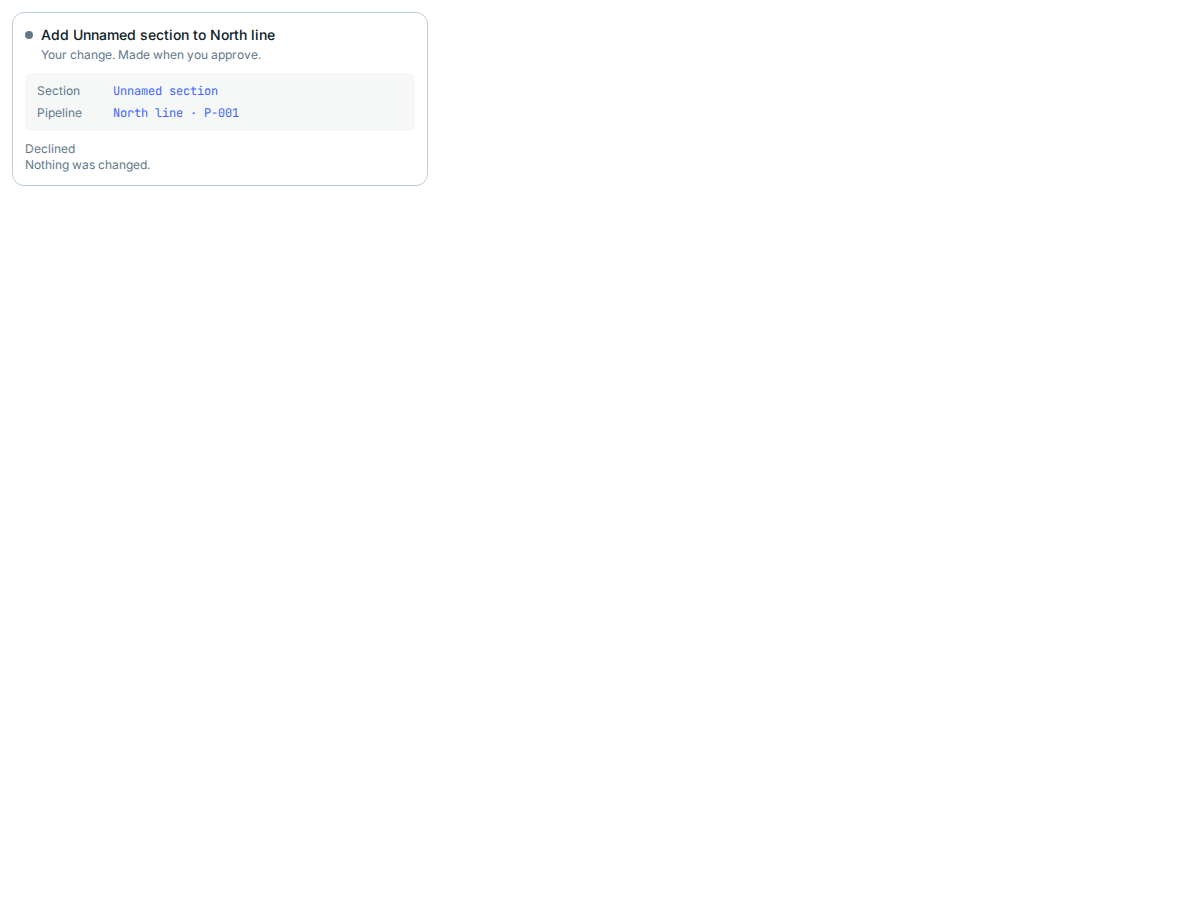 Add Unnamed section to North line
Your change. Made when you approve.
Section Unnamed section
Pipeline North line · P-001
Declined
Nothing was changed.